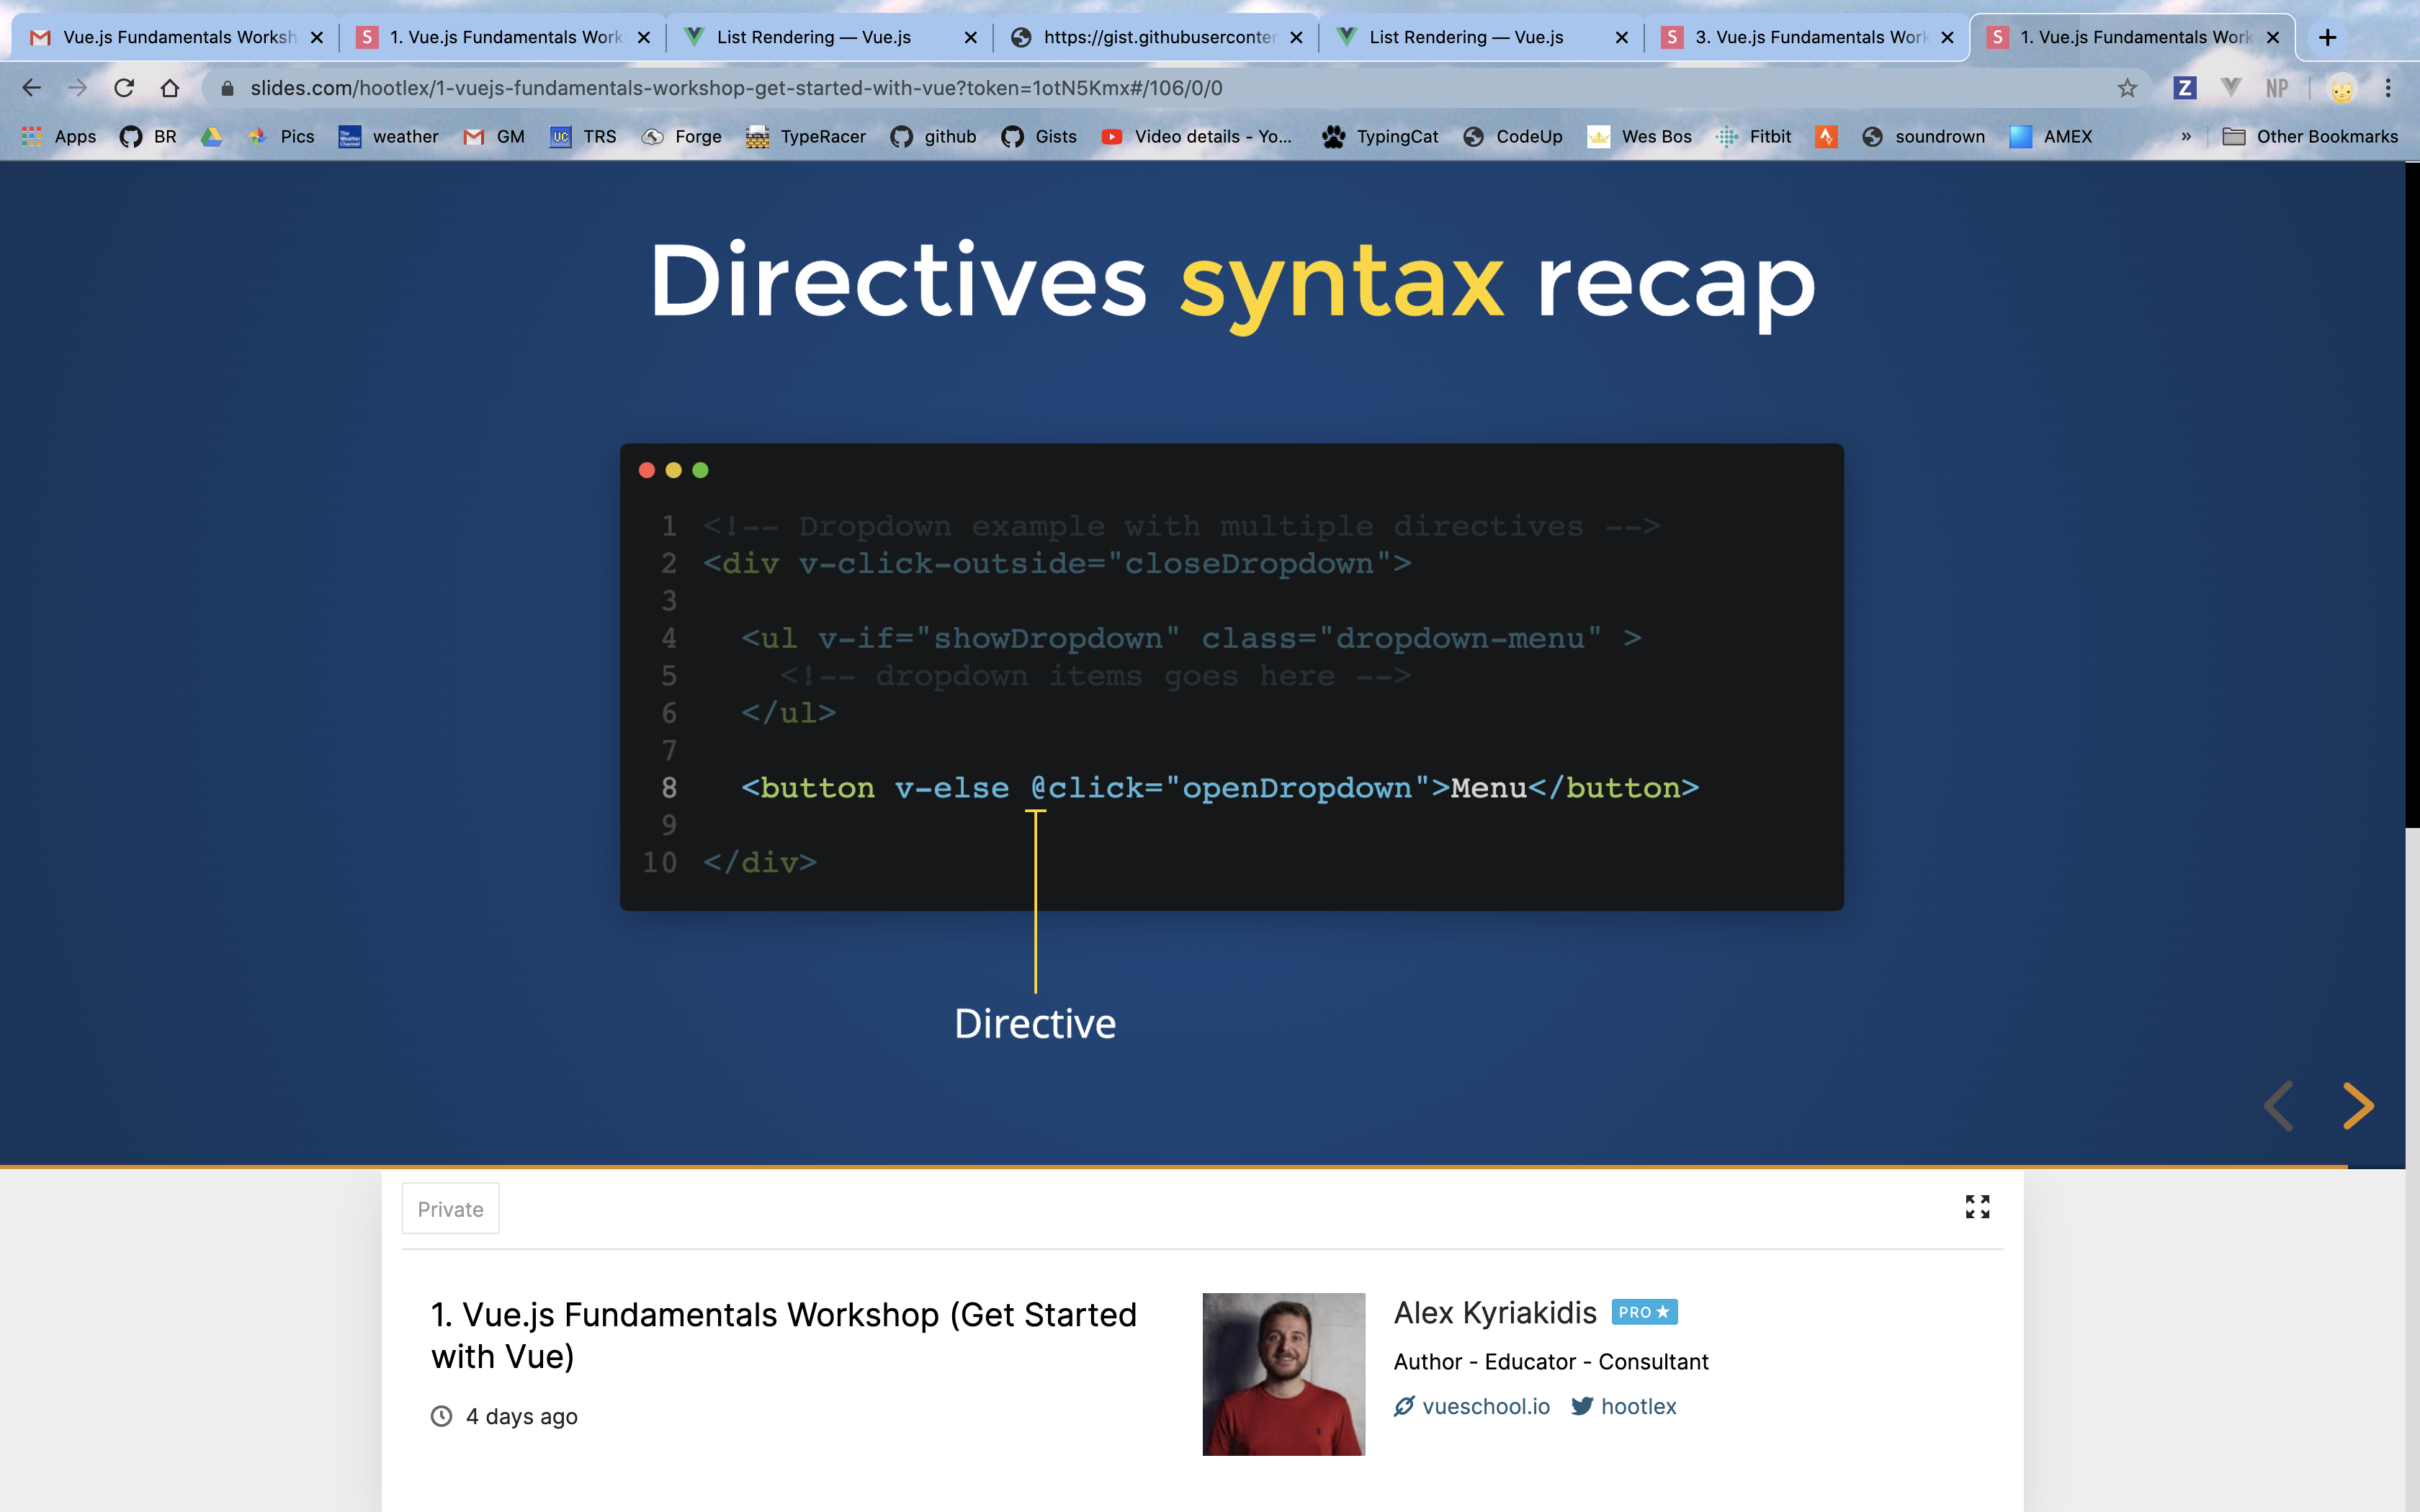 Vue.js Fundamentals Worksh
1. Vue.js Fundamentals Work
List Rendering — Vue.js
https://gist.githubuserconter
List Rendering — Vue.js
3. Vue.js Fundamentals Work
1. Vue.js Fundamentals Work
slides.com/hootlex/1-vuejs-fundamentals-workshop-get-started-with-vue?token=1otN5Kmx#/106/0/0
Z
NP
Apps
BR
Pics
weather
GM
UC
TRS
Forge
TypeRacer
github
Gists
Video details - Yo...
TypingCat
CodeUp
Wes Bos
Fitbit
soundrown
AMEX
»
Other Bookmarks
Directives syntax recap
1 <!-- Dropdown example with multiple directives -->
2 <div v-click-outside="closeDropdown">
3
4 <ul v-if="showDropdown" class="dropdown-menu" >
5 <!-- dropdown items goes here -->
6 </ul>
7
8 <button v-else @click="openDropdown">Menu</button>
9
10 </div>
Directive
Private
1. Vue.js Fundamentals Workshop (Get Started
with Vue)
4 days ago
Alex Kyriakidis PRO
Author - Educator - Consultant
vueschool.io hootlex